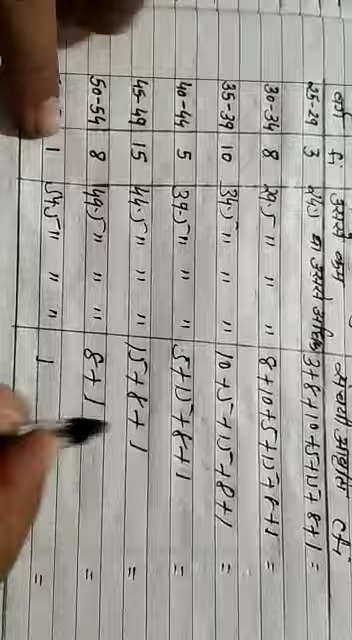 वर्ग f संचयी आवृत्ति cf
25-29 3 24.5 या उससे अधिक 3+8+10+5+15+8+1 =
30-34 8 29.5 " " " 8+10+5+15+8+1 =
35-39 10 34.5 " " " 10+5+15+8+1 =
40-44 5 39.5 " " " 5+15+8+1 =
45-49 15 44.5 " " " 15+8+1 =
50-54 8 49.5 " " " 8+1 =
1 54.5 " " " 1 =